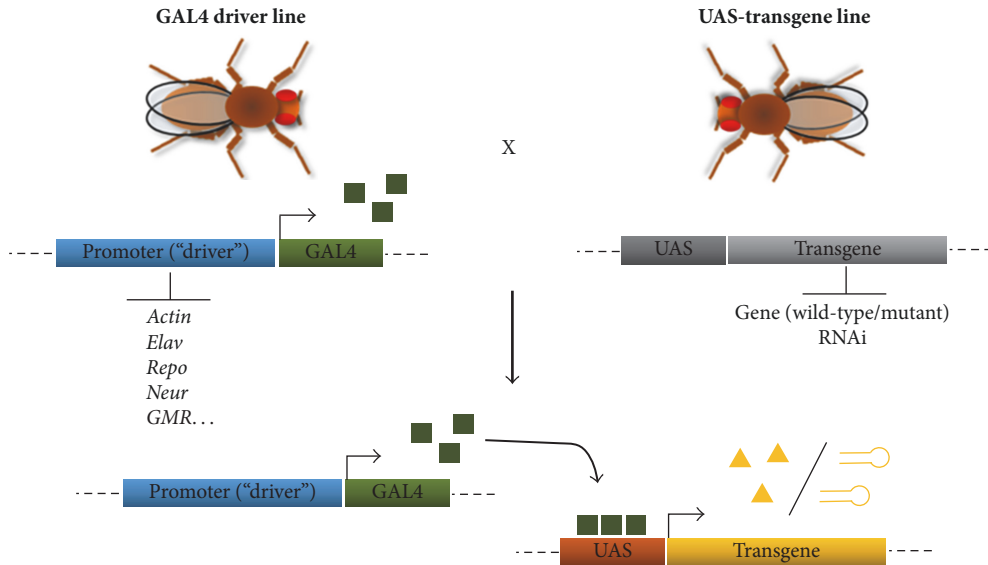 GAL4 driver line
UAS-transgene line
X
Promoter (“driver”)
GAL4
UAS
Transgene
Actin
Elav
Repo
Neur
GMR. . .
Gene (wild-type/mutant)
RNAi
Promoter (“driver”)
GAL4
UAS
Transgene